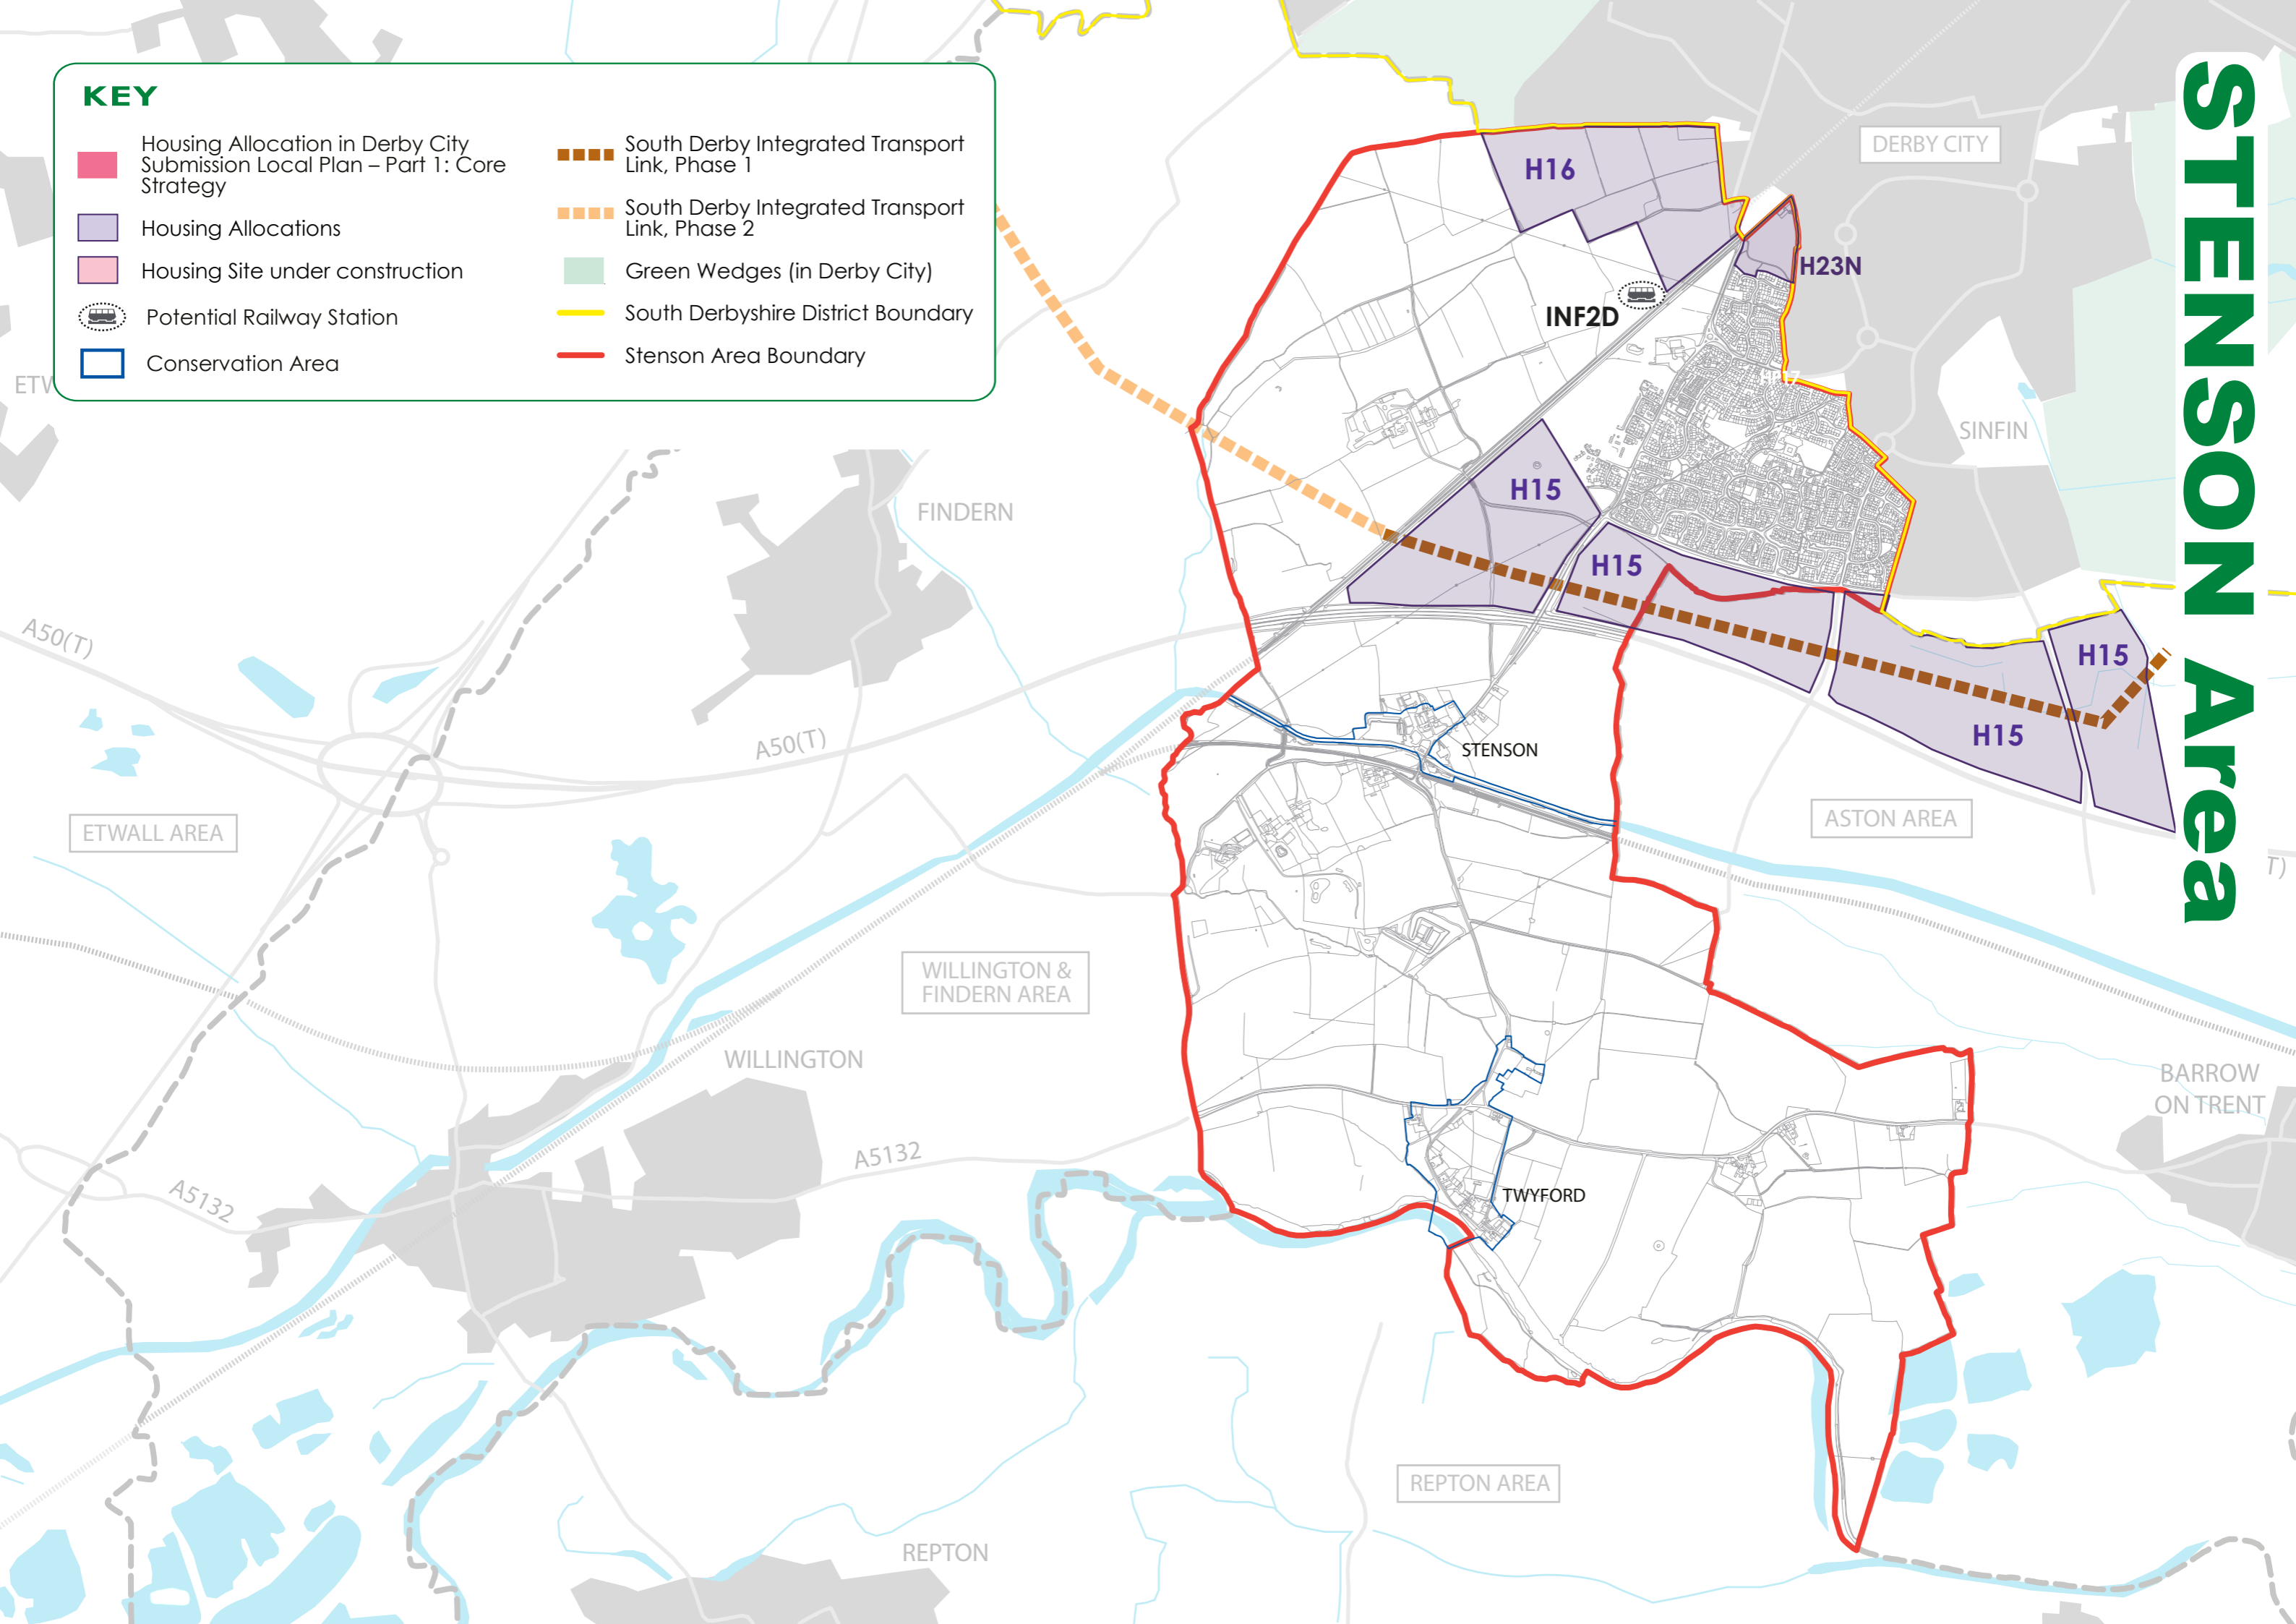 KEY
Housing Allocation in Derby City
Submission Local Plan – Part 1: Core
Strategy
Housing Allocations
Housing Site under construction
Potential Railway Station
Conservation Area
South Derby Integrated Transport
Link, Phase 1
South Derby Integrated Transport
Link, Phase 2
Green Wedges (in Derby City)
South Derbyshire District Boundary
Stenson Area Boundary
STENSON Area
DERBY CITY
H16
H23N
INF2D
HP17
ETW
SINFIN
H15
FINDERN
H15
A50(T)
H15
H15
A50(T)
STENSON
ETWALL AREA
ASTON AREA
T)
WILLINGTON &
FINDERN AREA
WILLINGTON
BARROW
ON TRENT
A5132
A5132
TWYFORD
REPTON AREA
REPTON